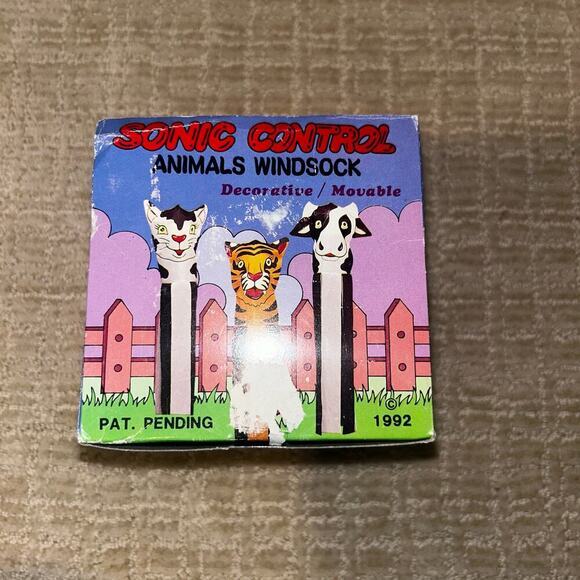 SONIC CONTROL
ANIMALS WINDSOCK
Decorative / Movable
PAT. PENDING
© 1992